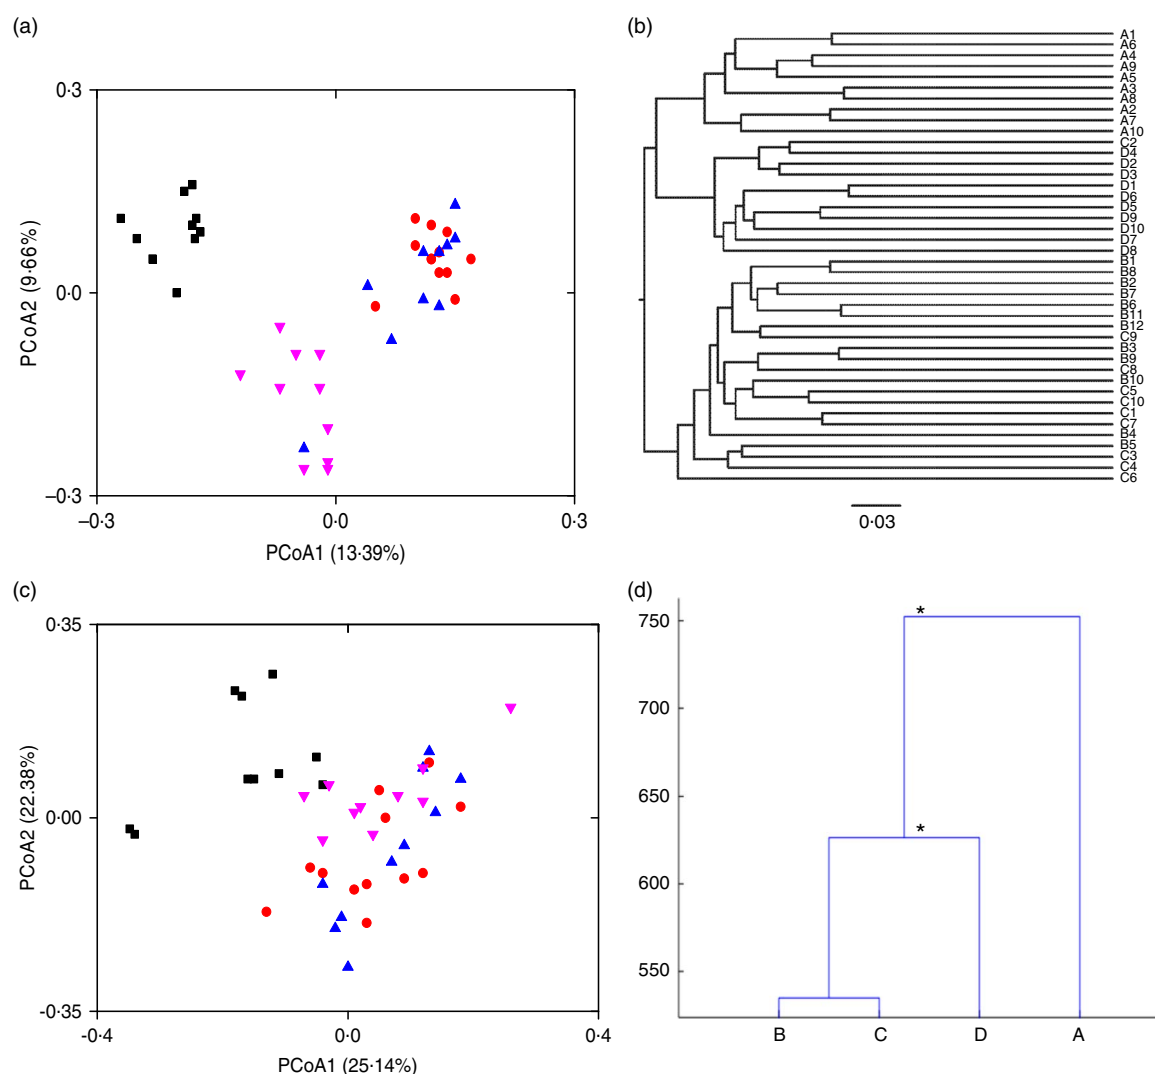 (a)
0·3
0·0
–0·3
–0·3
0·0
0·3
PCoA2 (9·66%)
PCoA1 (13·39%)
(b)
A1
A6
A4
A9
A5
A3
A8
A2
A7
A10
C2
D4
D2
D3
D1
D6
D5
D9
D10
D7
D8
B1
B8
B2
B7
B6
B11
B12
C9
B3
B9
C8
B10
C5
C10
C1
C7
B4
B5
C3
C4
C6
0·03
(c)
0·35
0·00
-0·35
-0·4
0·0
0·4
PCoA2 (22.38%)
PCoA1 (25·14%)
(d)
750
700
650
600
550
*
*
B C D A